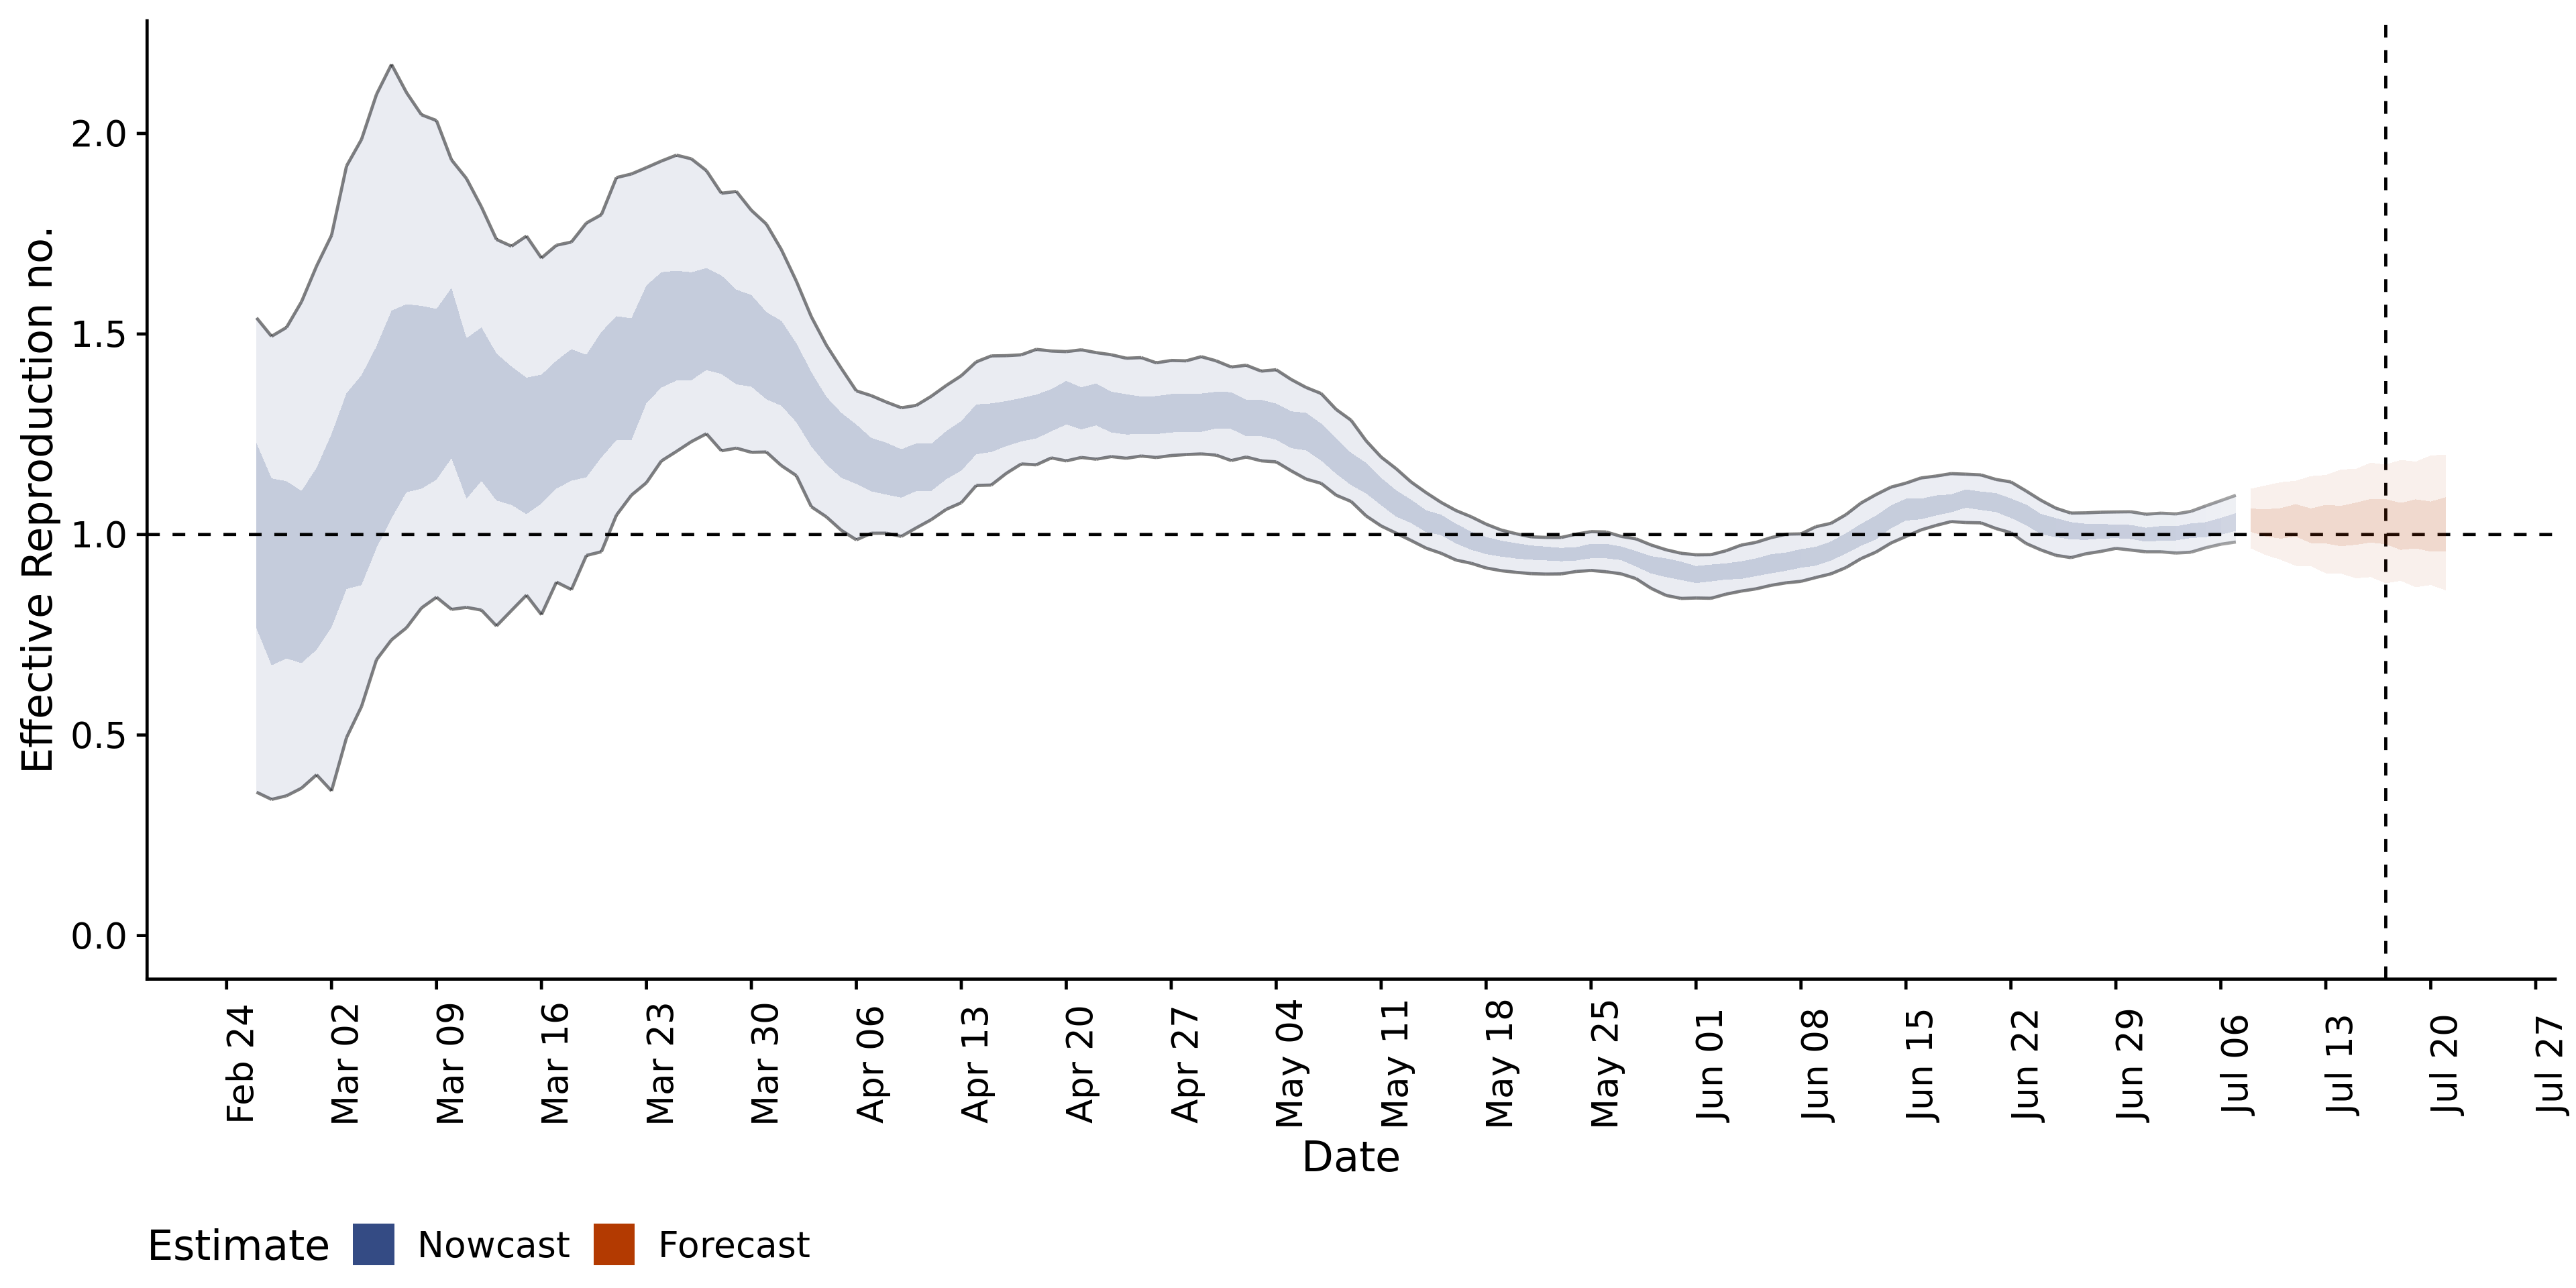 Effective Reproduction no.
2.0
1.5
1.0
0.5
0.0
Feb 24
Mar 02
Mar 09
Mar 16
Mar 23
Mar 30
Apr 06
Apr 13
Apr 20
Apr 27
May 04
May 11
May 18
May 25
Jun 01
Jun 08
Jun 15
Jun 22
Jun 29
Jul 06
Jul 13
Jul 20
Jul 27
Date
Estimate Nowcast Forecast